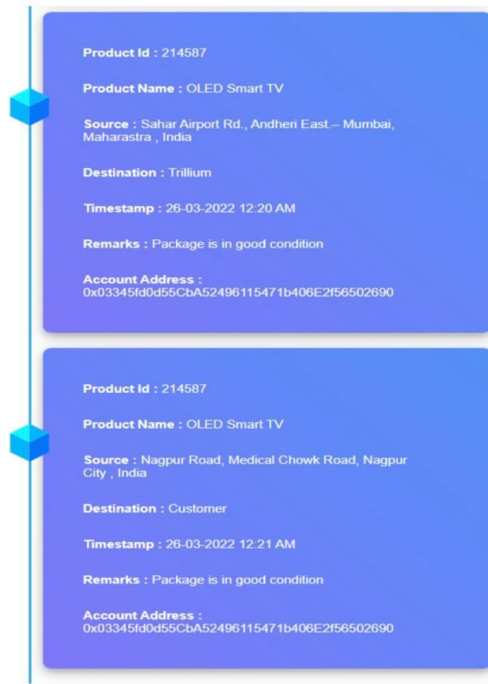 Product Id : 214587
Product Name : OLED Smart TV
Source : Sahar Airport Rd., Andheri East.– Mumbai,
Maharastra , India
Destination : Trillium
Timestamp : 26-03-2022 12:20 AM
Remarks : Package is in good condition
Account Address :
0x03345fd0d55CbA52496115471b406E2f56502690
Product Id : 214587
Product Name : OLED Smart TV
Source : Nagpur Road, Medical Chowk Road, Nagpur
City , India
Destination : Customer
Timestamp : 26-03-2022 12:21 AM
Remarks : Package is in good condition
Account Address :
0x03345fd0d55CbA52496115471b406E2f56502690